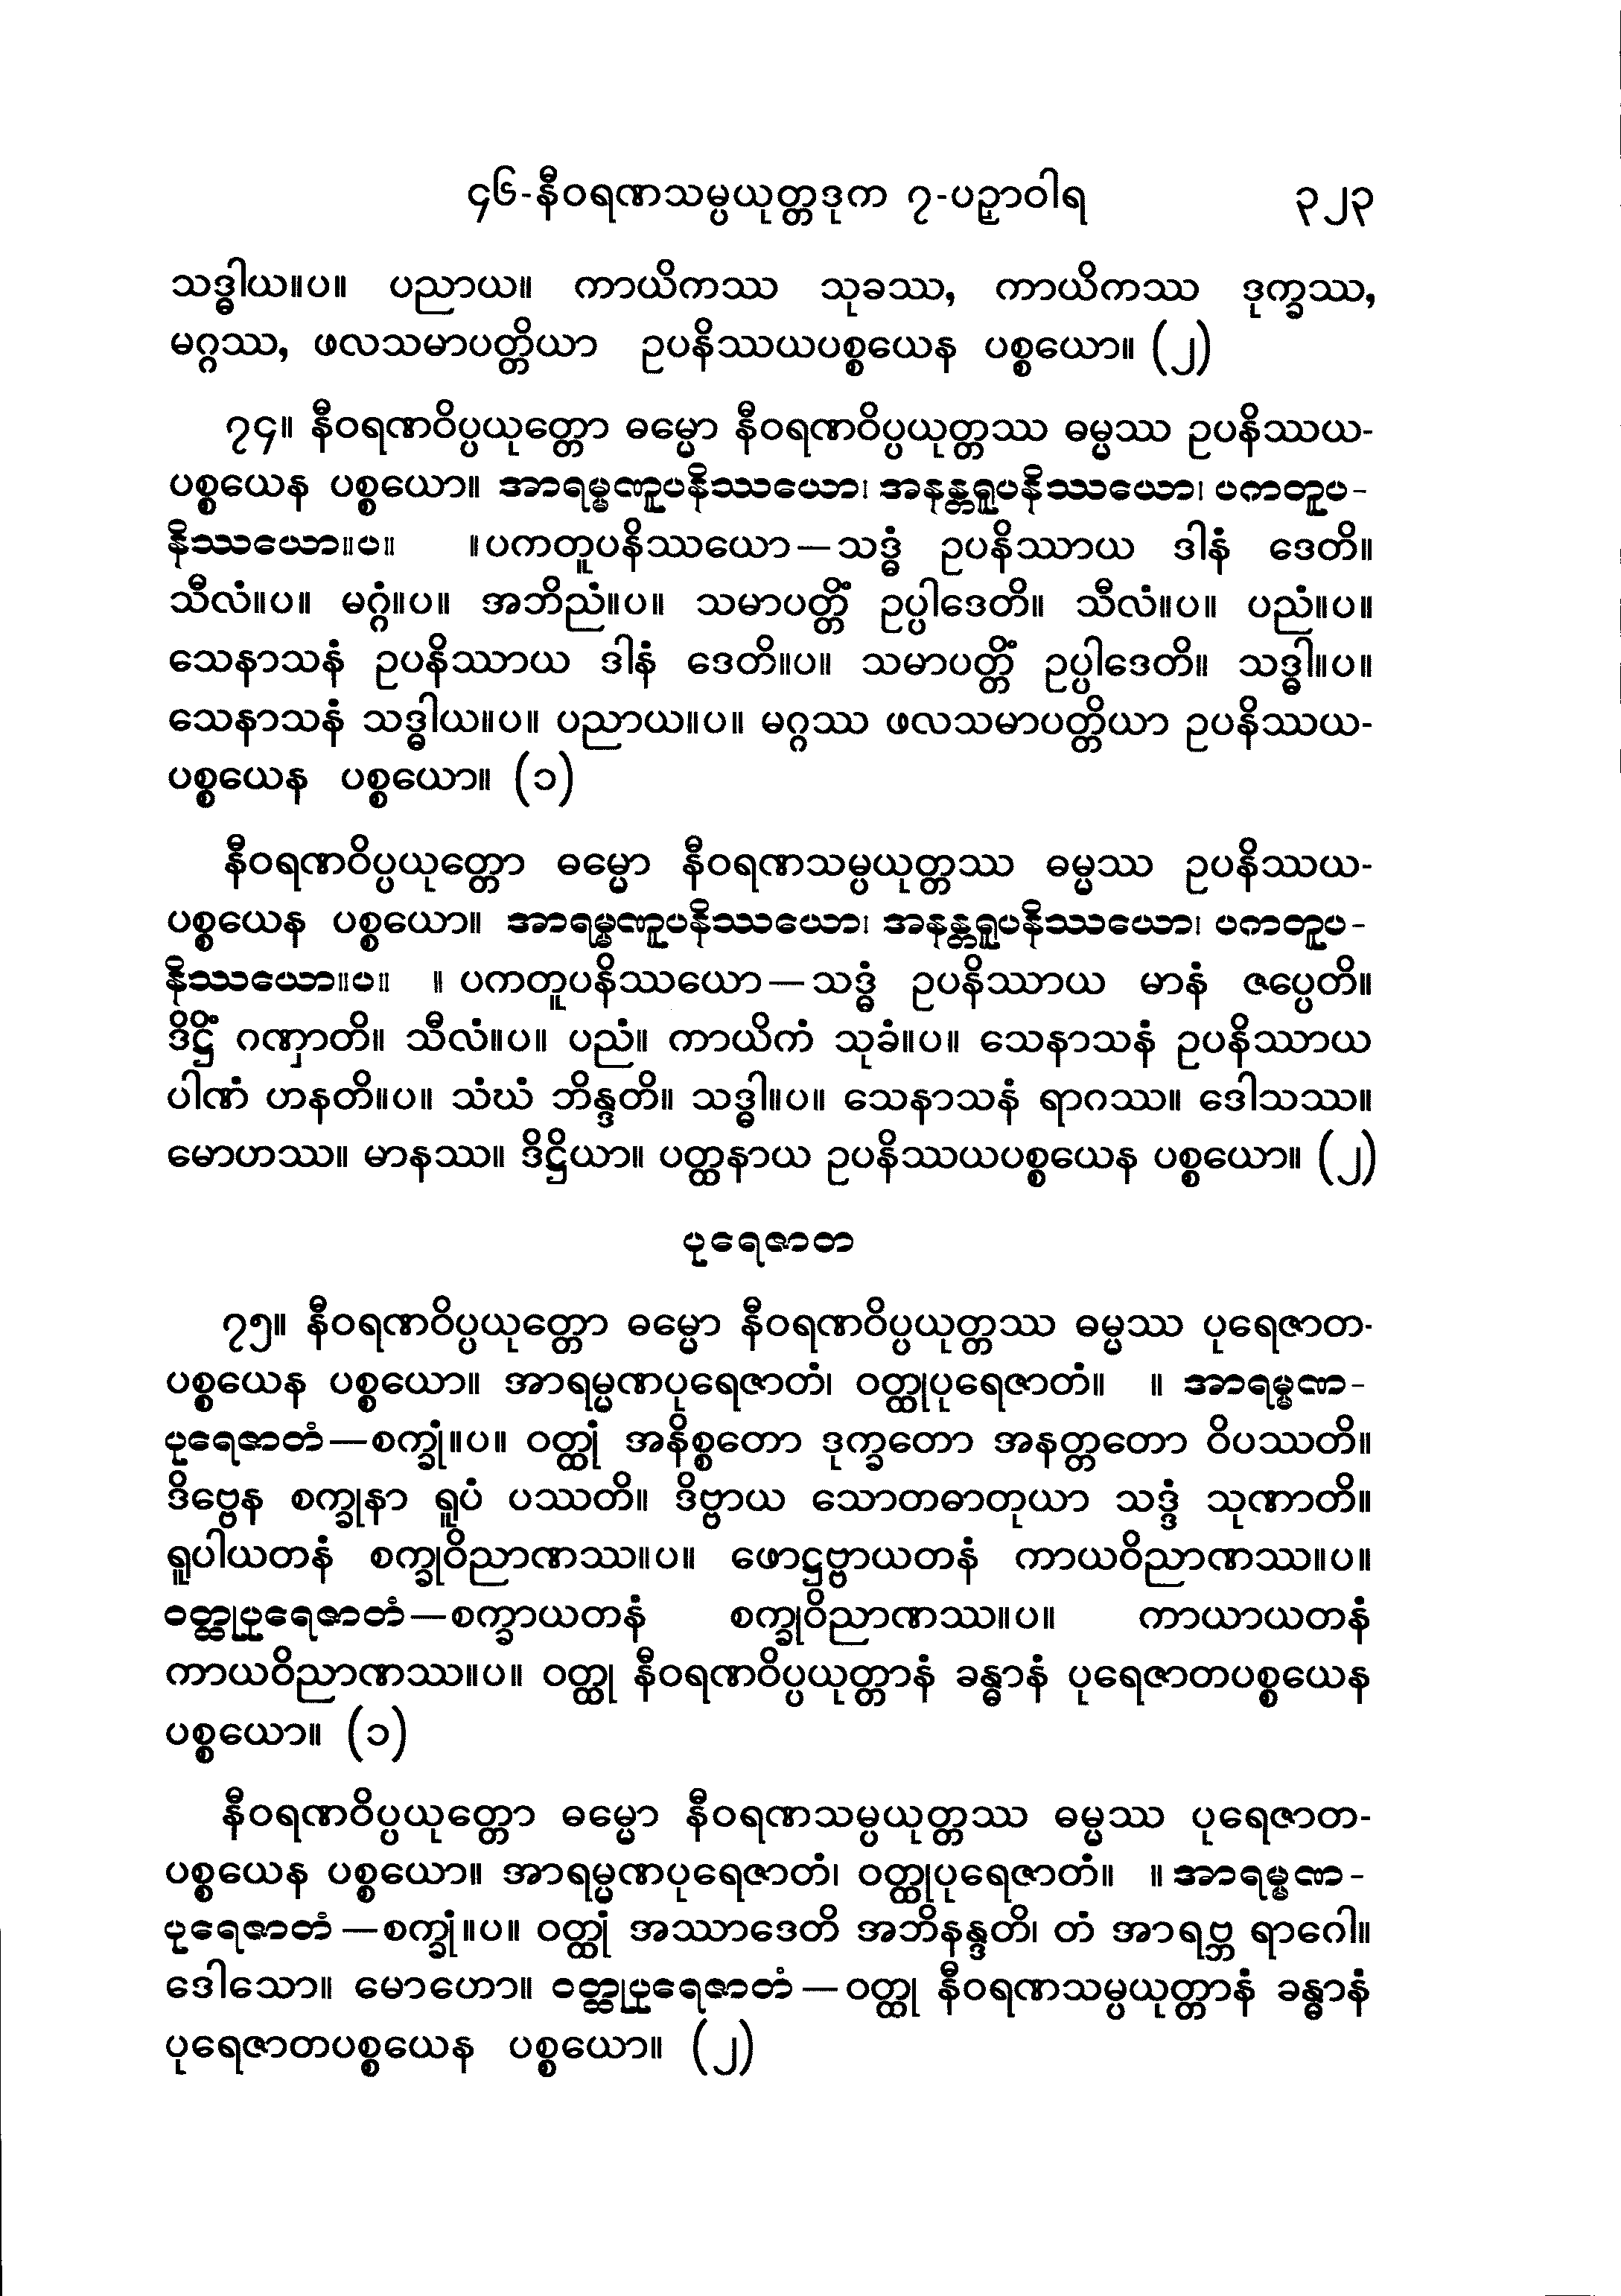 ၄၆-နီဝရဏသမ္ပယုတ္တဒုက ၇-ပဉှာဝါရ ၃၂၃
သဒ္ဓါယ။ပ။ ပညာယ။ ကာယိကဿ သုခဿ, ကာယိကဿ ဒုက္ခဿ,
မဂ္ဂဿ, ဖလသမာပတ္တိယာ ဥပနိဿယပစ္စယေန ပစ္စယော။ (၂)
၇၄။ နီဝရဏဝိပ္ပယုတ္တော ဓမ္မော နီဝရဏဝိပ္ပယုတ္တဿ ဓမ္မဿ ဥပနိဿယ-
ပစ္စယေန ပစ္စယော။ အာရမ္မဏူပနိဿယော၊ အနန္တရူပနိဿယော၊ ပကတူပ-
နိဿယော။ပ။ ။ပကတူပနိဿယော—သဒ္ဓံ ဥပနိဿာယ ဒါနံ ဒေတိ။
သီလံ။ပ။ မဂ္ဂံ။ပ။ အဘိညံ။ပ။ သမာပတ္တိံ ဥပ္ပါဒေတိ။ သီလံ။ပ။ ပညံ။ပ။
သေနာသနံ ဥပနိဿာယ ဒါနံ ဒေတိ။ပ။ သမာပတ္တိံ ဥပ္ပါဒေတိ။ သဒ္ဓါ။ပ။
သေနာသနံ သဒ္ဓါယ။ပ။ ပညာယ။ပ။ မဂ္ဂဿ ဖလသမာပတ္တိယာ ဥပနိဿယ-
ပစ္စယေန ပစ္စယော။ (၁)
နီဝရဏဝိပ္ပယုတ္တော ဓမ္မော နီဝရဏသမ္ပယုတ္တဿ ဓမ္မဿ ဥပနိဿယ-
ပစ္စယေန ပစ္စယော။ အာရမ္မဏူပနိဿယော၊ အနန္တရူပနိဿယော၊ ပကတူပ-
နိဿယော။ပ။ ။ ပကတူပနိဿယော—သဒ္ဓံ ဥပနိဿာယ မာနံ ဇပ္ပေတိ။
ဒိဋ္ဌိံ ဂဏှာတိ။ သီလံ။ပ။ ပညံ။ ကာယိကံ သုခံ။ပ။ သေနာသနံ ဥပနိဿာယ
ပါဏံ ဟနတိ။ပ။ သံဃံ ဘိန္ဒတိ။ သဒ္ဓါ။ပ။ သေနာသနံ ရာဂဿ။ ဒေါသဿ။
မောဟဿ။ မာနဿ။ ဒိဋ္ဌိယာ။ ပတ္ထနာယ ဥပနိဿယပစ္စယေန ပစ္စယော။ (၂)
ပုရေဇာတ
၇၅။ နီဝရဏဝိပ္ပယုတ္တော ဓမ္မော နီဝရဏဝိပ္ပယုတ္တဿ ဓမ္မဿ ပုရေဇာတ-
ပစ္စယေန ပစ္စယော။ အာရမ္မဏပုရေဇာတံ၊ ဝတ္ထုပုရေဇာတံ။ ။ အာရမ္မဏ-
ပုရေဇာတံ—စက္ခုံ။ပ။ ဝတ္ထုံ အနိစ္စတော ဒုက္ခတော အနတ္တတော ဝိပဿတိ။
ဒိဗ္ဗေန စက္ခုနာ ရူပံ ပဿတိ။ ဒိဗ္ဗာယ သောတဓာတုယာ သဒ္ဒံ သုဏာတိ။
ရူပါယတနံ စက္ခုဝိညာဏဿ။ပ။ ဖောဋ္ဌဗ္ဗာယတနံ ကာယဝိညာဏဿ။ပ။
ဝတ္ထုပုရေဇာတံ—စက္ခာယတနံ စက္ခုဝိညာဏဿ။ပ။ ကာယာယတနံ
ကာယဝိညာဏဿ။ပ။ ဝတ္ထု နီဝရဏဝိပ္ပယုတ္တာနံ ခန္ဓာနံ ပုရေဇာတပစ္စယေန
ပစ္စယော။ (၁)
နီဝရဏဝိပ္ပယုတ္တော ဓမ္မော နီဝရဏသမ္ပယုတ္တဿ ဓမ္မဿ ပုရေဇာတ-
ပစ္စယေန ပစ္စယော။ အာရမ္မဏပုရေဇာတံ၊ ဝတ္ထုပုရေဇာတံ။ ။ အာရမ္မဏ-
ပုရေဇာတံ—စက္ခုံ။ပ။ ဝတ္ထုံ အဿာဒေတိ အဘိနန္ဒတိ၊ တံ အာရဗ္ဘ ရာဂေါ။
ဒေါသော။ မောဟော။ ဝတ္ထုပုရေဇာတံ—ဝတ္ထု နီဝရဏသမ္ပယုတ္တာနံ ခန္ဓာနံ
ပုရေဇာတပစ္စယေန ပစ္စယော။ (၂)